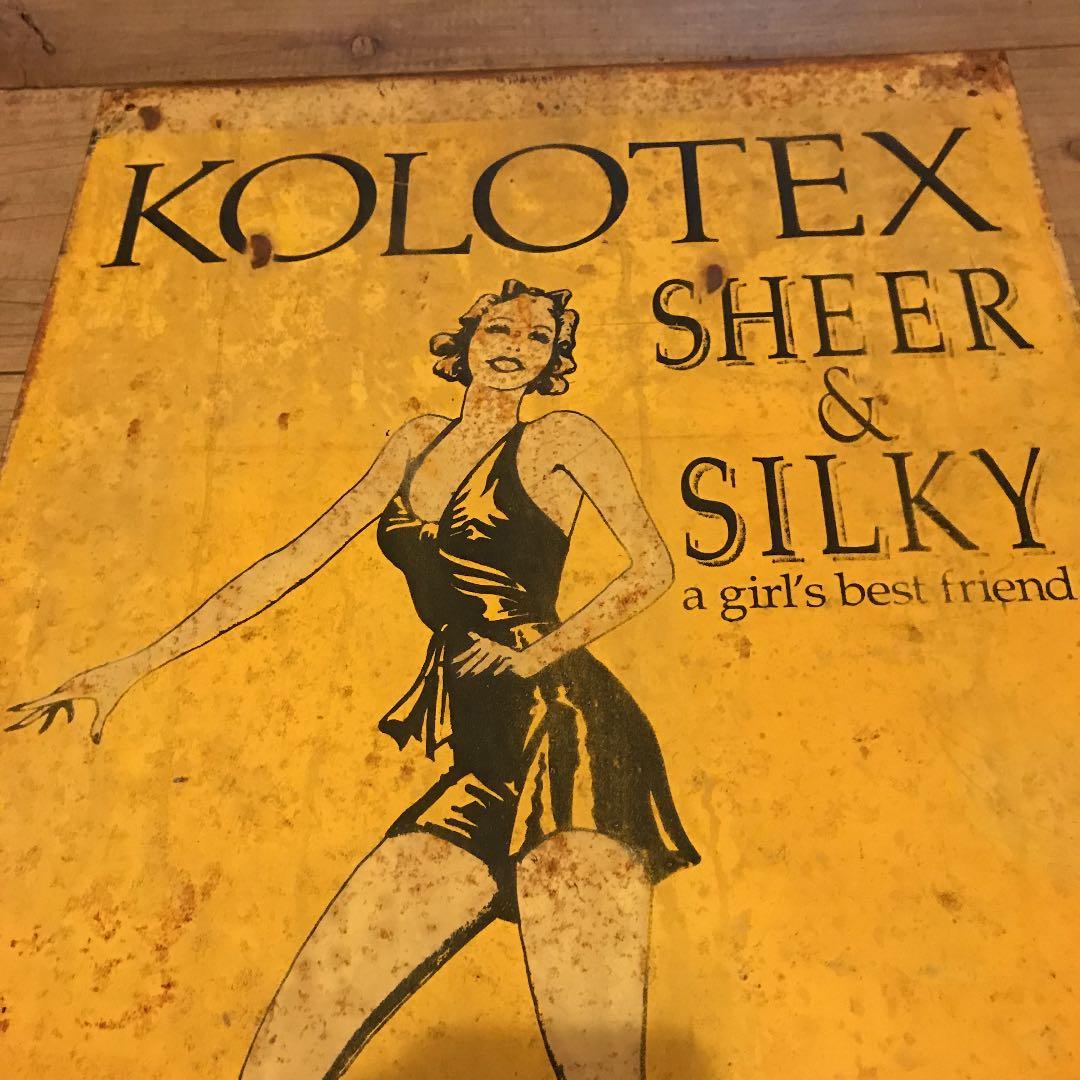 KOLOTEX
SHEER
&
SILKY
a girl's best friend